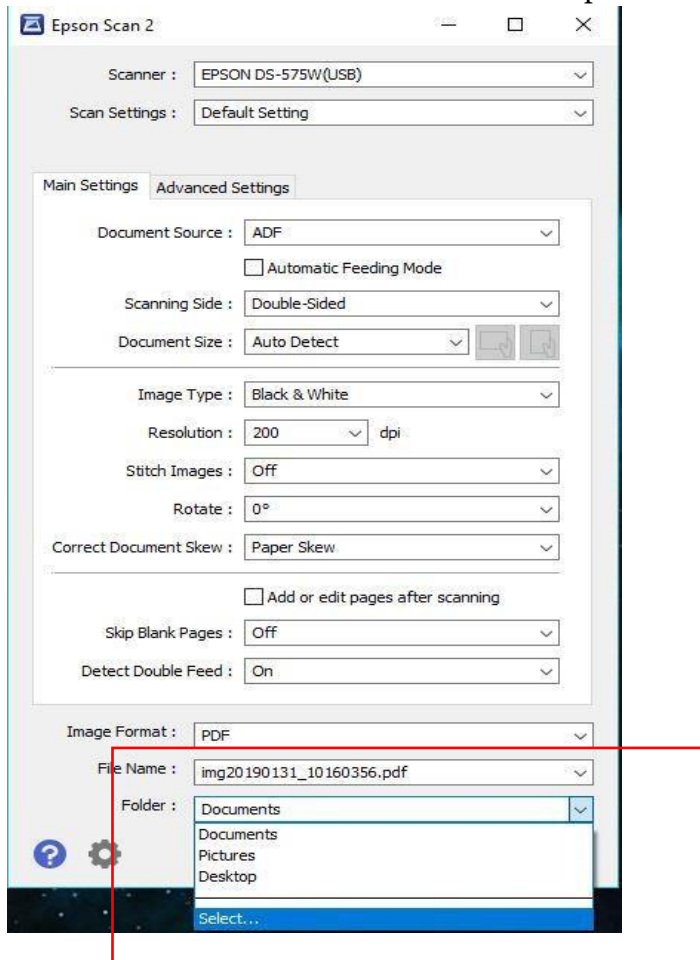 Epson Scan 2
Scanner : EPSON DS-575W(USB)
Scan Settings : Default Setting
Main Settings Advanced Settings
Document Source : ADF
Automatic Feeding Mode
Scanning Side : Double-Sided
Document Size : Auto Detect
Image Type : Black & White
Resolution : 200 dpi
Stitch Images : Off
Rotate : 0°
Correct Document Skew : Paper Skew
Add or edit pages after scanning
Skip Blank Pages : Off
Detect Double Feed : On
Image Format : PDF
File Name : img20190131_10160356.pdf
Folder : Documents
Documents
Pictures
Desktop
Select...